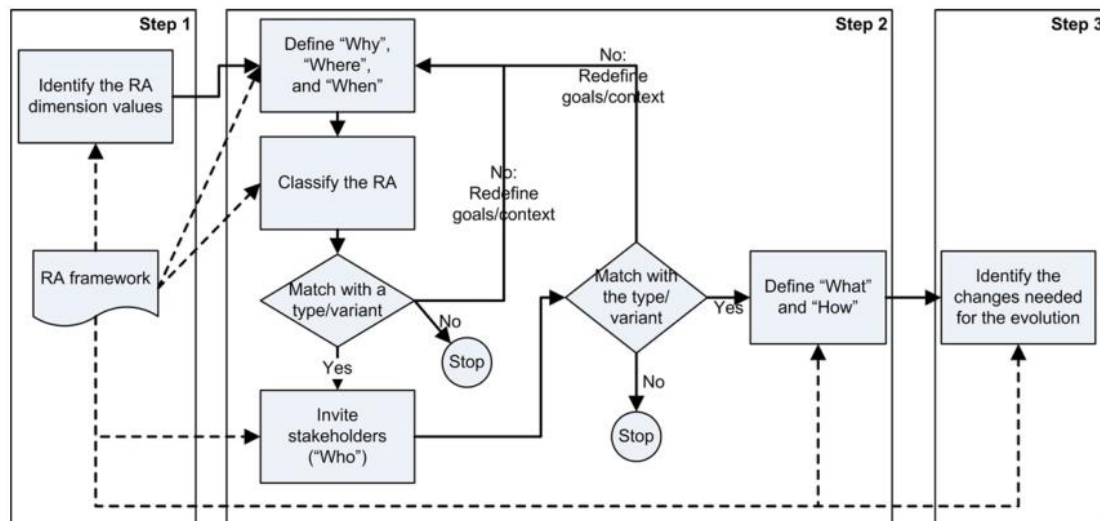 Step 1
Step 2
Step 3
Identify the RA
dimension values
RA framework
Define “Why”,
“Where”,
and “When”
Classify the RA
Match with a
type/variant
No
Stop
Yes
Invite
stakeholders
(“Who”)
No:
Redefine
goals/context
No:
Redefine
goals/context
Match with
the type/
variant
Yes
No
Stop
Define “What”
and “How”
Identify the
changes needed
for the evolution